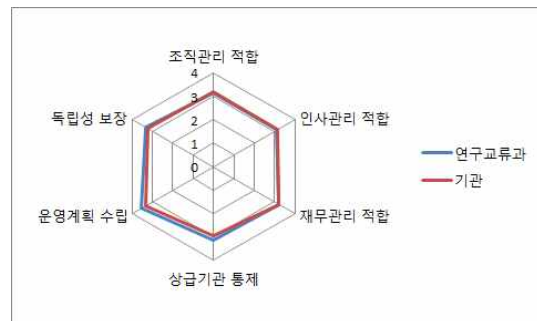 조직관리 적합
4
3
2
1
0
독립성 보장
인사관리 적합
연구교류과
기관
운영계획 수립
재무관리 적합
상급기관 통제